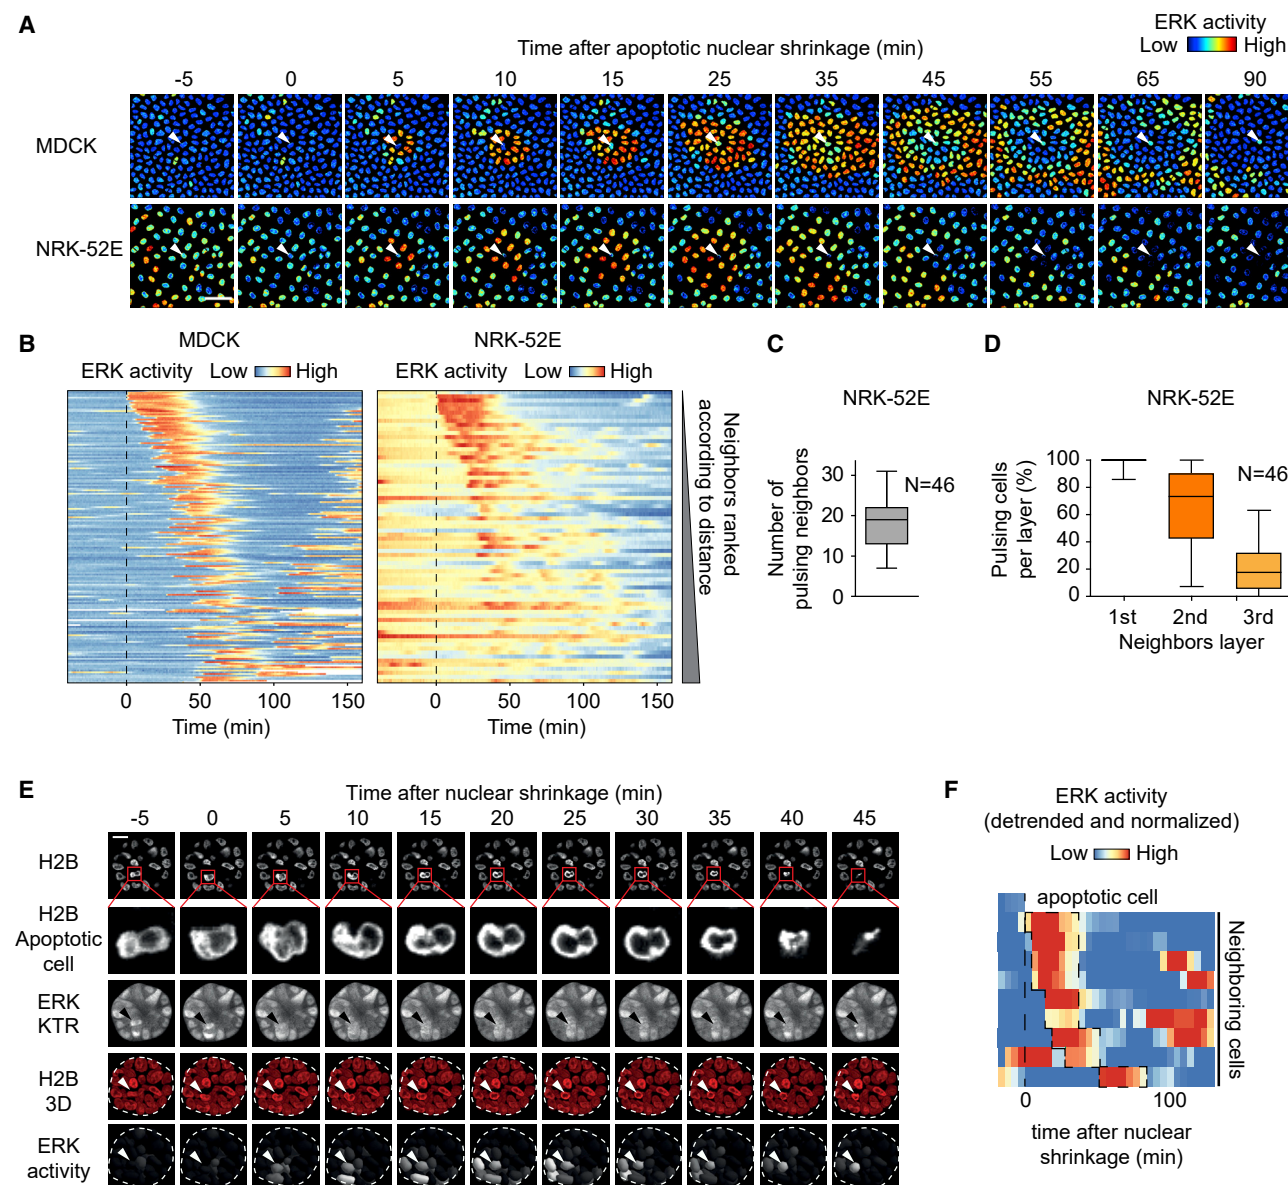 A
ERK activity
Low High
Time after apoptotic nuclear shrinkage (min)
-5 0 5 10 15 25 35 45 55 65 90
MDCK
NRK-52E
B
MDCK
NRK-52E
ERK activity Low High
ERK activity Low High
Neighbors ranked
according to distance
0 50 100 150
0 50 100 150
Time (min)
Time (min)
C
NRK-52E
Number of
pulsing neighbors
30
20
10
0
N=46
D
NRK-52E
Pulsing cells
per layer (%)
100
80
60
40
20
0
N=46
1st 2nd 3rd
Neighbors layer
E
Time after nuclear shrinkage (min)
-5 0 5 10 15 20 25 30 35 40 45
H2B
H2B
Apoptotic
cell
ERK
KTR
H2B
3D
ERK
activity
F
ERK activity
(detrended and normalized)
Low High
apoptotic cell
Neighboring cells
0 100
time after nuclear
shrinkage (min)